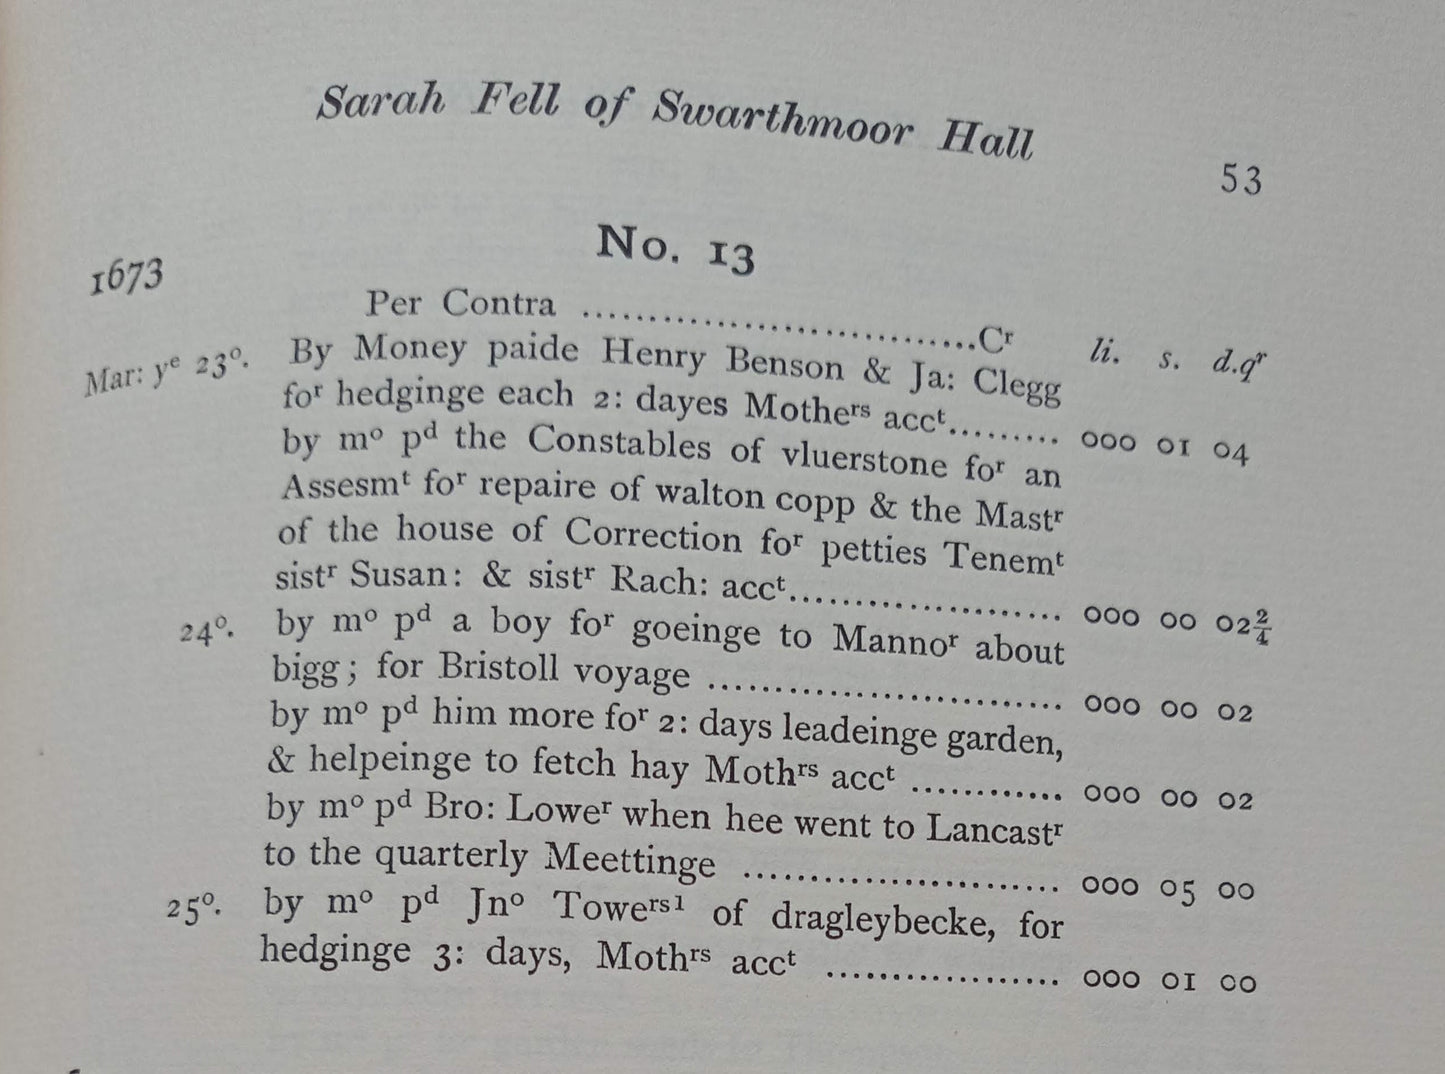 Sarah Fell of Swarthmoor Hall
53
No. 13
1673
Per Contra ..............................Cʳ li. s. d.qʳ
Mar: yᵉ 23⁰. By Money paide Henry Benson & Ja: Clegg
foʳ hedginge each 2: dayes Motheʳˢ accᵗ......... 000 01 04
by mᵒ pᵈ the Constables of vluerstone foʳ an
Assesmᵗ foʳ repaire of walton copp & the Mastʳ
of the house of Correction foʳ petties Tenemᵗ
sistʳ Susan: & sistʳ Rach: accᵗ..................... 000 00 02 2/4
24⁰. by mᵒ pᵈ a boy foʳ goeinge to Mannoʳ about
bigg; for Bristoll voyage ........................... 000 00 02
by mᵒ pᵈ him more foʳ 2: days leadeinge garden,
& helpeinge to fetch hay Mothʳˢ accᵗ ............ 000 00 02
by mᵒ pᵈ Bro: Loweʳ when hee went to Lancastʳ
to the quarterly Meettinge ........................ 000 05 00
25⁰. by mᵒ pᵈ Jnᵒ Toweʳˢ¹ of dragleybecke, for
hedginge 3: days, Mothʳˢ accᵗ .................. 000 01 00